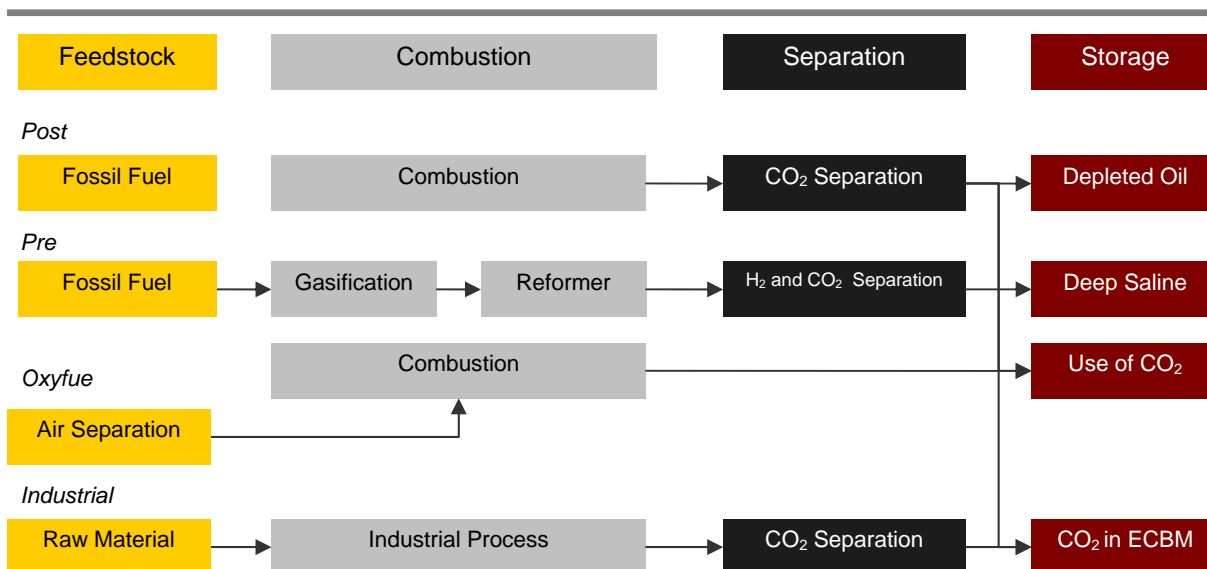 Feedstock Combustion Separation Storage
Post
Fossil Fuel Combustion CO₂ Separation Depleted Oil
Pre
Fossil Fuel Gasification Reformer H₂ and CO₂ Separation Deep Saline
Combustion Use of CO₂
Oxyfue
Air Separation
Industrial
Raw Material Industrial Process CO₂ Separation CO₂ in ECBM